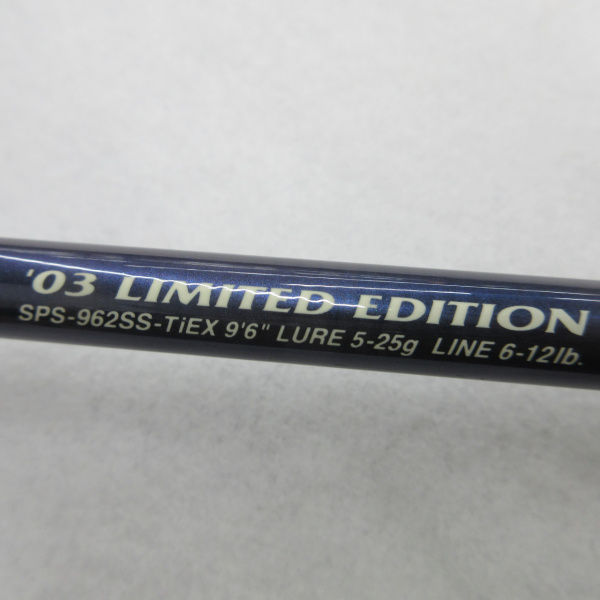 '03 LIMITED EDITION
SPS-962SS-TiEX 9'6" LURE 5-25g LINE 6-12lb.